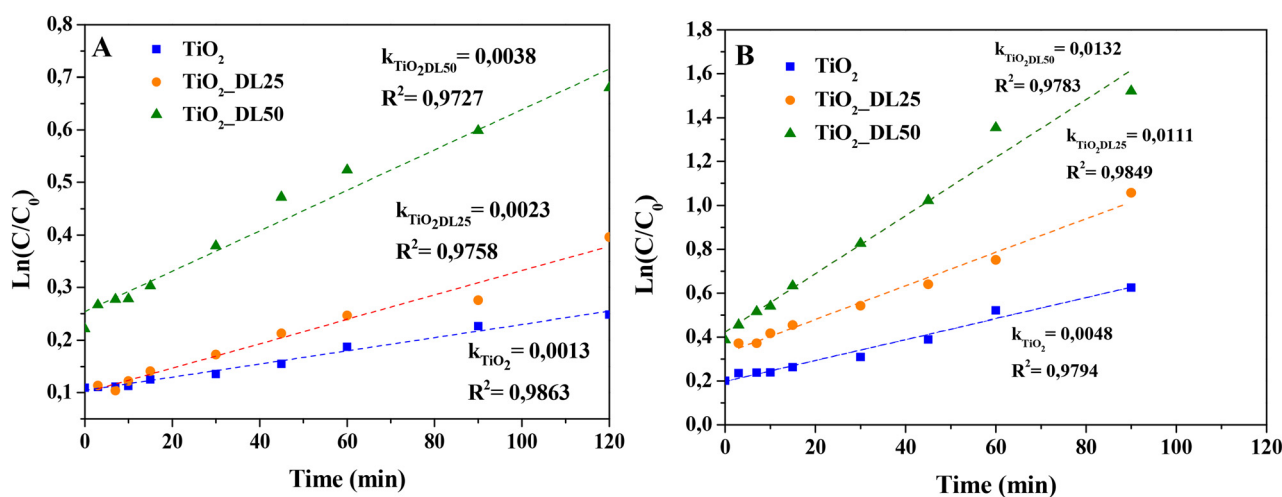 A
TiO2
TiO2_DL25
TiO2_DL50
kTiO2DL50= 0,0038
R2= 0,9727
kTiO2DL25= 0,0023
R2= 0,9758
kTiO2= 0,0013
R2= 0,9863
Ln(C/C0)
0,8
0,7
0,6
0,5
0,4
0,3
0,2
0,1
0 20 40 60 80 100 120
Time (min)
B
TiO2
TiO2_DL25
TiO2_DL50
kTiO2DL50= 0,0132
R2= 0,9783
kTiO2DL25= 0,0111
R2= 0,9849
kTiO2= 0,0048
R2= 0,9794
Ln(C/C0)
1,8
1,6
1,4
1,2
1,0
0,8
0,6
0,4
0,2
0,0
0 20 40 60 80 100 120
Time (min)